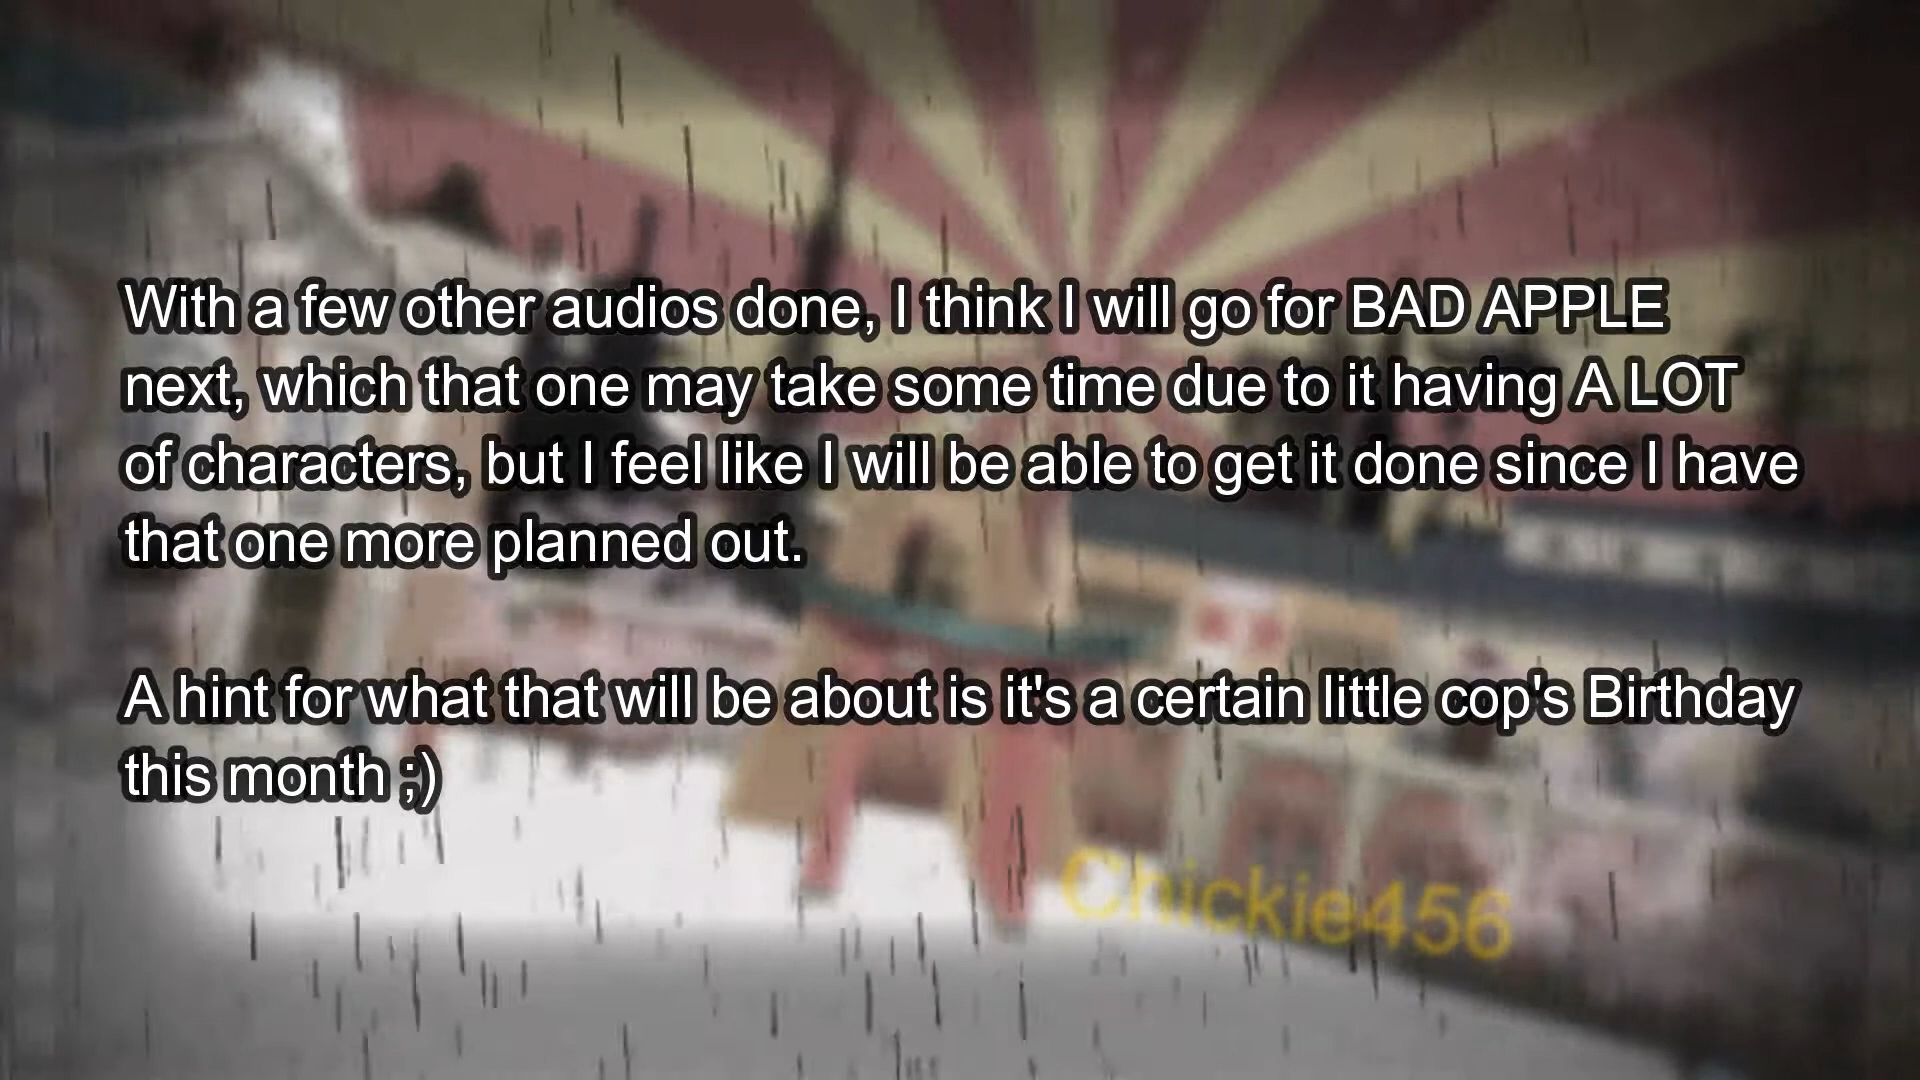 With a few other audios done, I think I will go for BAD APPLE
next, which that one may take some time due to it having A LOT
of characters, but I feel like I will be able to get it done since I have
that one more planned out.
A hint for what that will be about is it's a certain little cop's Birthday
this month ;)
Chickie456